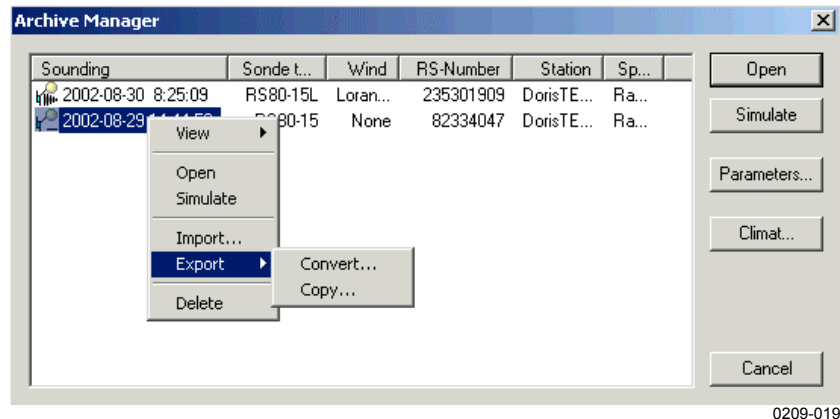 Archive Manager
Sounding Sonde t... Wind RS-Number Station Sp... Open
2002-08-30 8:25:09 RS80-15L Loran... 235301909 DorisTE... Ra...
2002-08-29 80-15 None 82334047 DorisTE... Ra... Simulate
View
Open Parameters...
Simulate
Import... Climat...
Export Convert...
Copy...
Delete
Cancel
0209-019